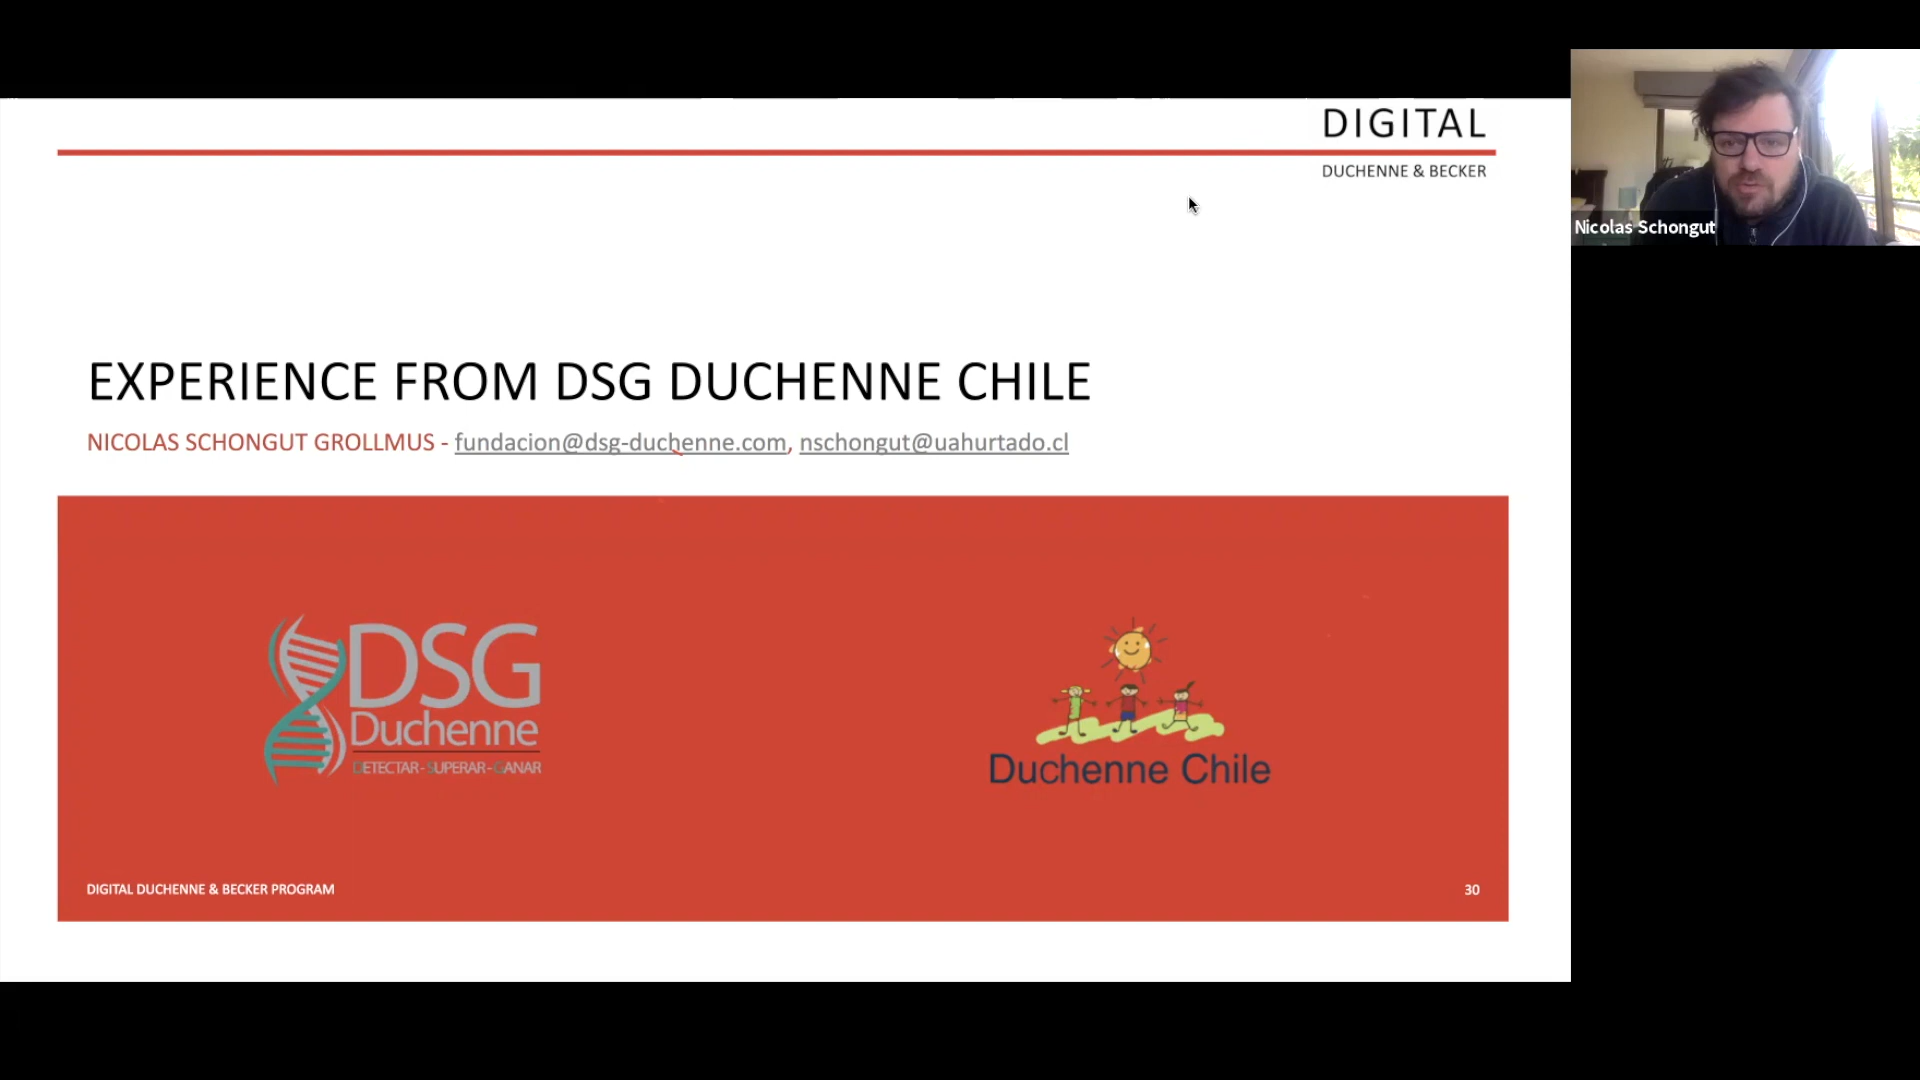 DIGITAL
DUCHENNE & BECKER
Nicolas Schongut
EXPERIENCE FROM DSG DUCHENNE CHILE
NICOLAS SCHONGUT GROLLMUS - fundacion@dsg-duchenne.com, nschongut@uahurtado.cl
DSG
Duchenne
DETECTAR-SUPERAR-GANAR
Duchenne Chile
DIGITAL DUCHENNE & BECKER PROGRAM
30